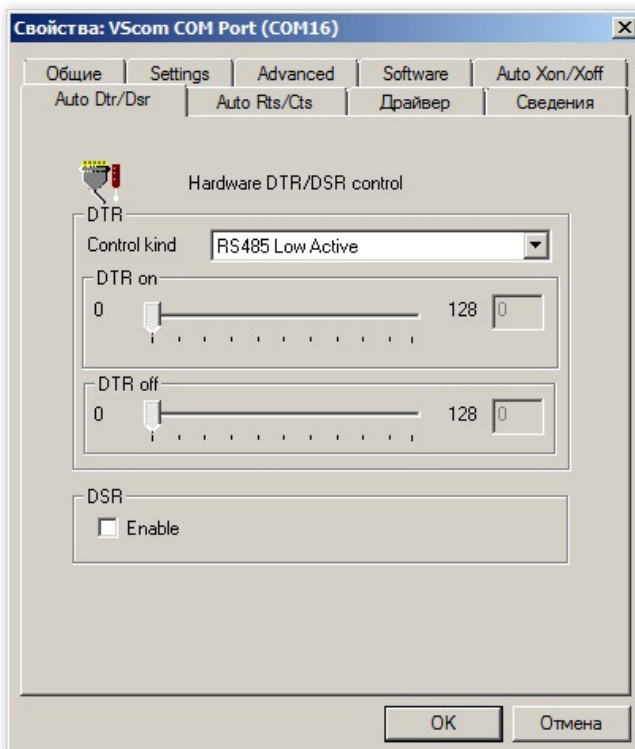 Свойства: VScom COM Port (COM16)
Общие Settings Advanced Software Auto Xon/Xoff
Auto Dtr/Dsr Auto Rts/Cts Драйвер Сведения
Hardware DTR/DSR control
DTR
Control kind RS485 Low Active
DTR on
0 128 0
DTR off
0 128 0
DSR
Enable
OK Отмена